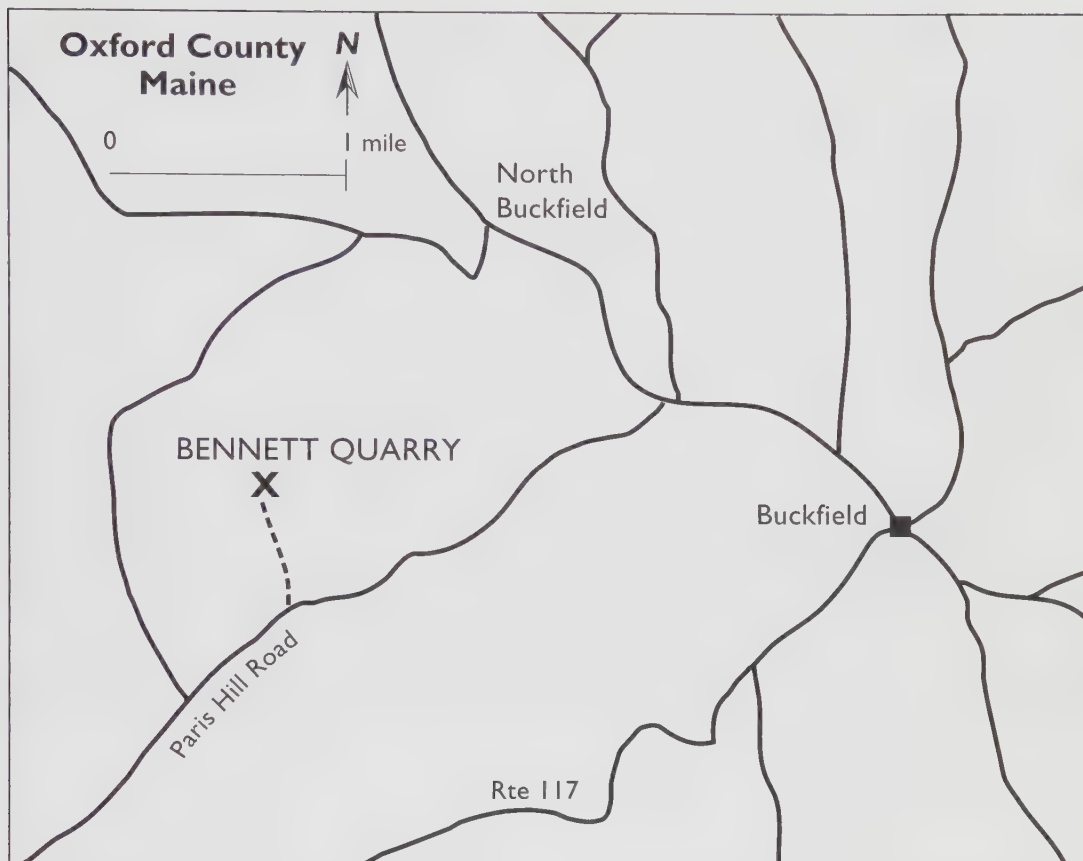 Oxford County
Maine
N
0
1 mile
North
Buckfield
BENNETT QUARRY
X
Buckfield
Paris Hill Road
Rte 117